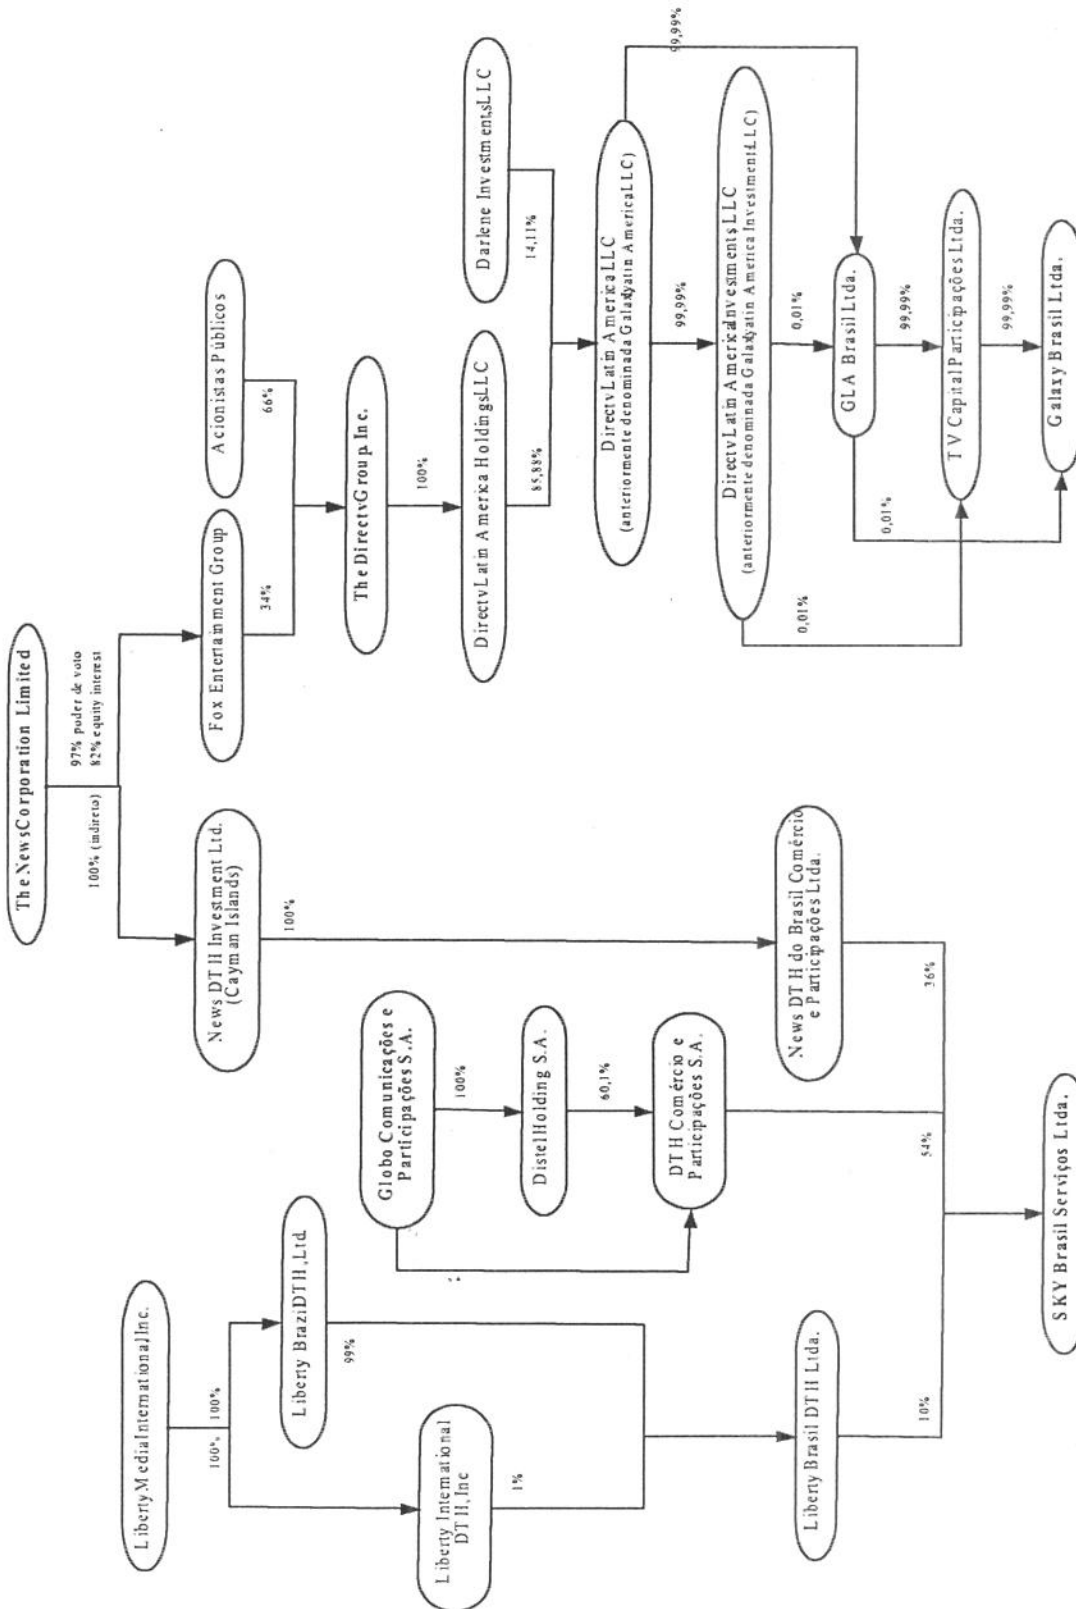 The News Corporation Limited
97% poder de voto
82% equity interest
100% (indireto)
Liberty Media International, Inc.
100%
100%
News DTH Investment Ltd.
(Cayman Islands)
Fox Entertainment Group
Acionistas Públicos
34%
66%
Liberty Brazil DTH, Ltd.
99%
100%
The Directv Group, Inc.
100%
Globo Comunicações e
Participações S.A.
100%
Liberty International
DTH, Inc
1%
Directv Latin America Holdings LLC
Darlene Investments, LLC
85,88%
14,11%
Distel Holding S.A.
60,1%
Directv Latin America LLC
(anteriormente denominada Galaxy Latin America LLC)
99,99%
99,99%
DTH Comércio e
Participações S.A.
Directv Latin America Investments, LLC
(anteriormente denominada Galaxy Latin America Investment, LLC)
0,01%
0,01%
Liberty Brasil DTH Ltda.
News DTH do Brasil Comércio
e Participações Ltda.
GLA Brasil Ltda.
0,01%
99,99%
10%
54%
36%
TV Capital Participações Ltda.
99,99%
SKY Brasil Serviços Ltda.
Galaxy Brasil Ltda.